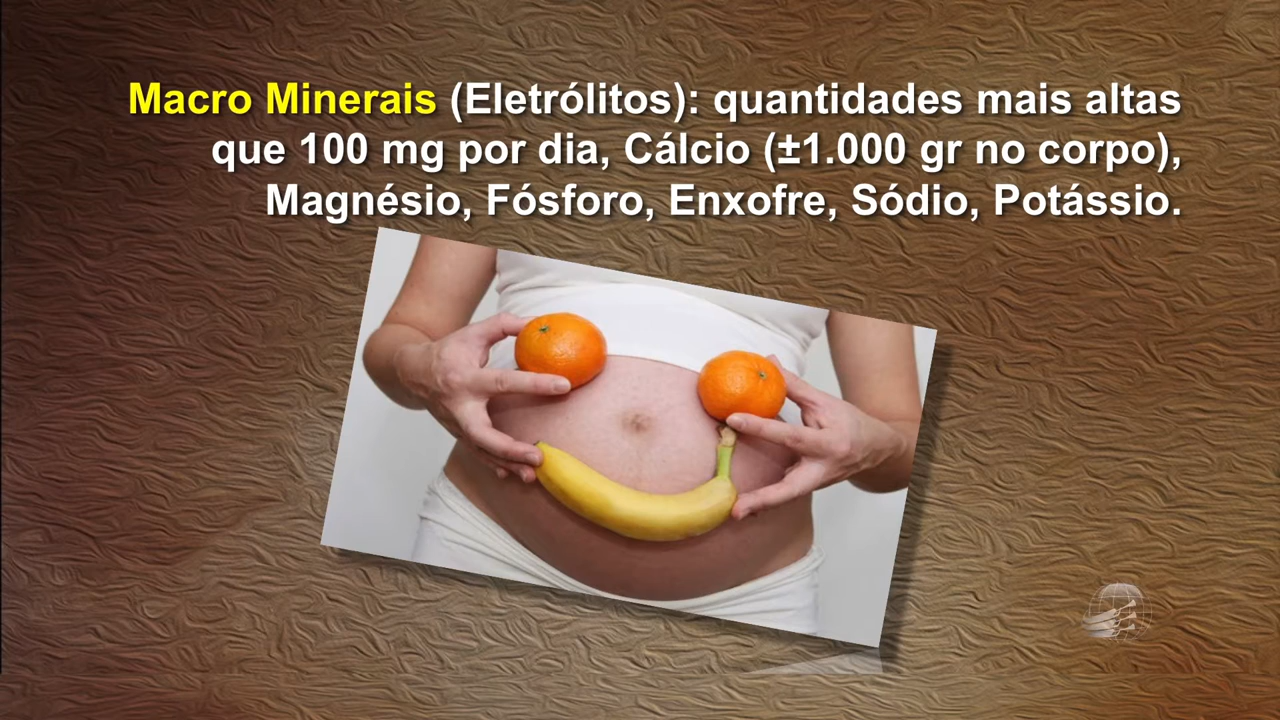 Macro Minerais (Eletrólitos): quantidades mais altas
que 100 mg por dia, Cálcio (±1.000 gr no corpo),
Magnésio, Fósforo, Enxofre, Sódio, Potássio.